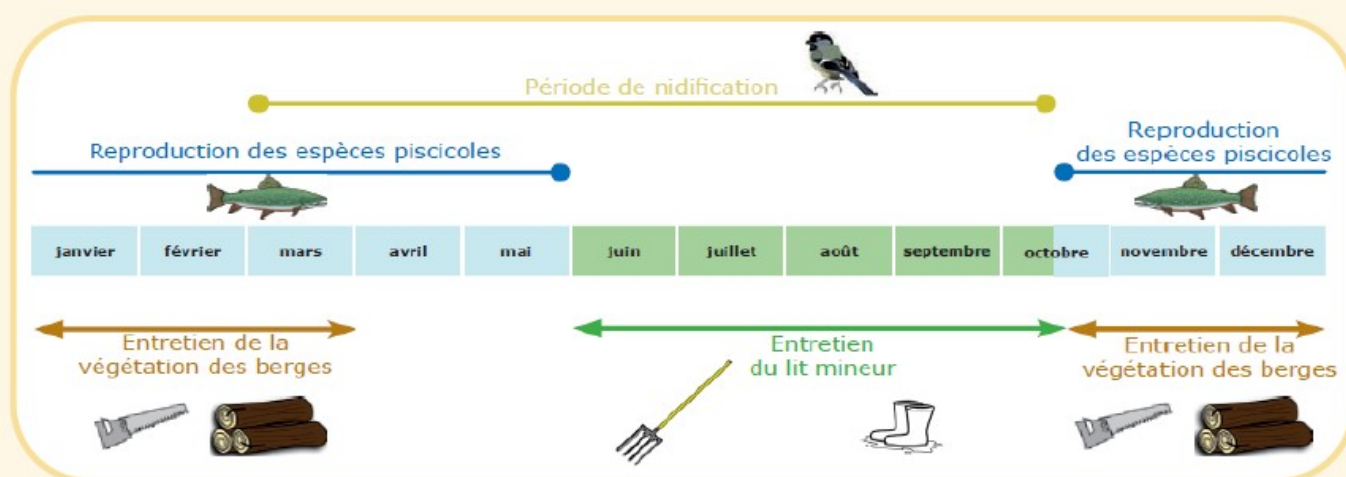 Période de nidification
Reproduction des espèces piscicoles
Reproduction
des espèces piscicoles
janvier février mars avril mai juin juillet août septembre octobre novembre décembre
Entretien de la
végétation des berges
Entretien
du lit mineur
Entretien de la
végétation des berges